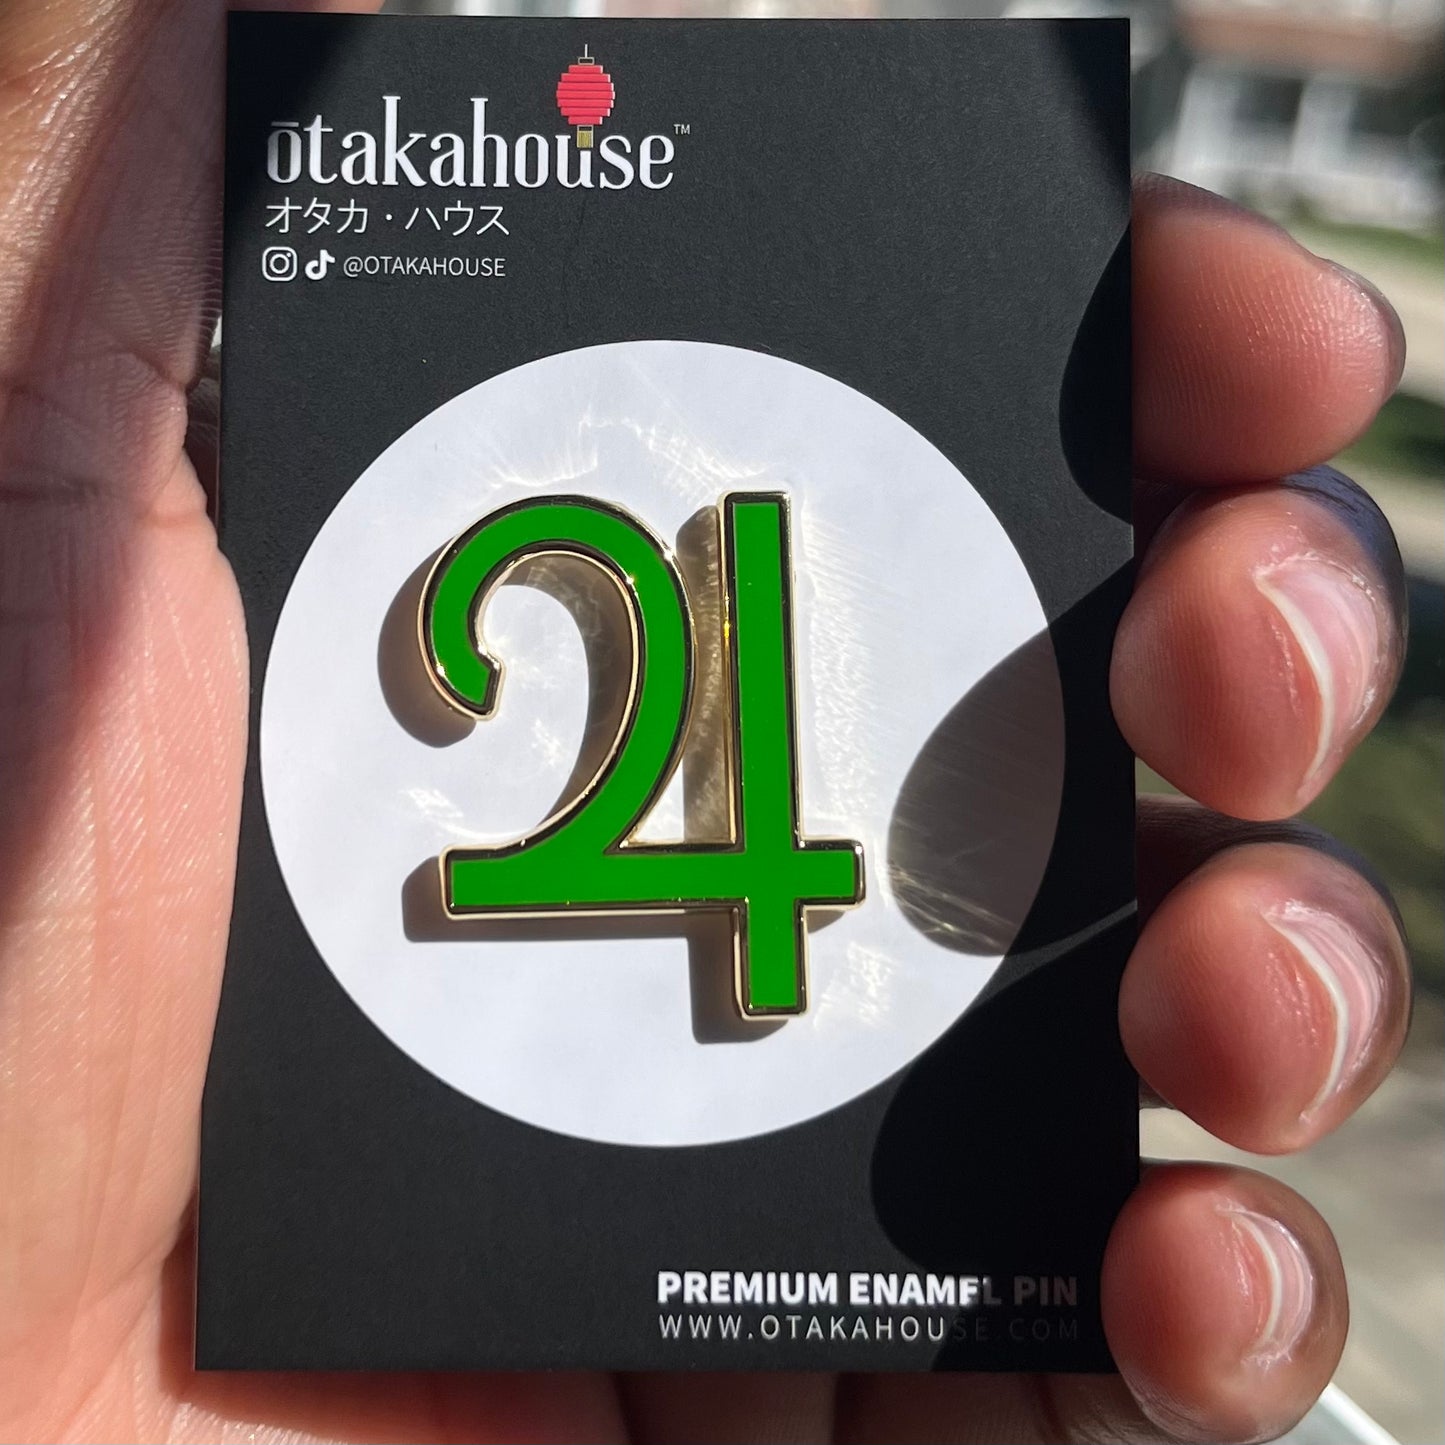 ōtakahouse™
オタカ・ハウス
@OTAKAHOUSE
PREMIUM ENAMEL PIN
WWW.OTAKAHOUSE.COM